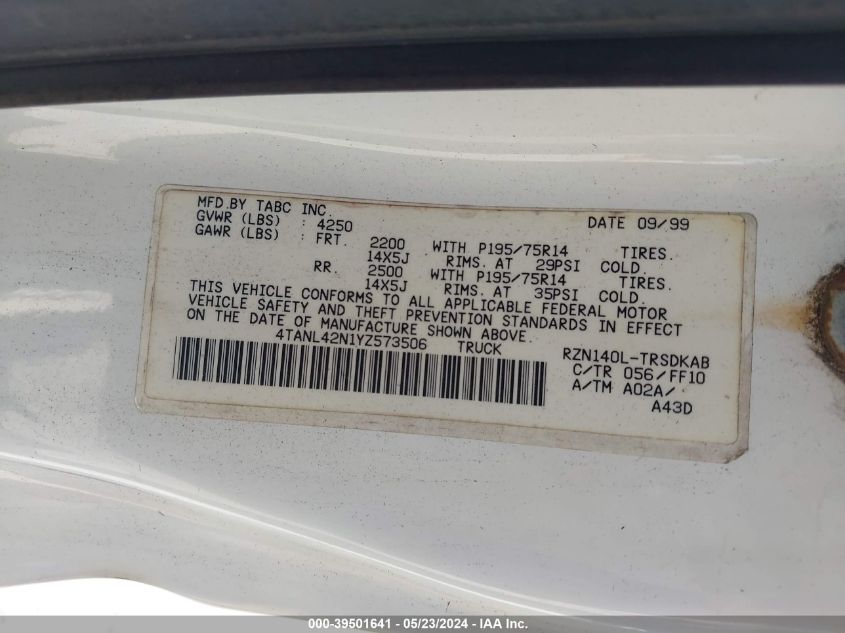 MFD.BY TABC INC. DATE 09/99
GVWR (LBS) : 4250
GAWR (LBS) : FRT. 2200 WITH P195/75R14 TIRES.
14X5J RIMS.AT 29PSI COLD.
RR. 2500 WITH P195/75R14 TIRES.
14X5J RIMS.AT 35PSI COLD.
THIS VEHICLE CONFORMS TO ALL APPLICABLE FEDERAL MOTOR
VEHICLE SAFETY AND THEFT PREVENTION STANDARDS IN EFFECT
ON THE DATE OF MANUFACTURE SHOWN ABOVE.
4TANL42N1YZ573506 TRUCK
RZN140L-TRSDKAB
C/TR 056/FF10
A/TM A02A/
A43D
000-39501641 | 05/23/2024 - IAA Inc.